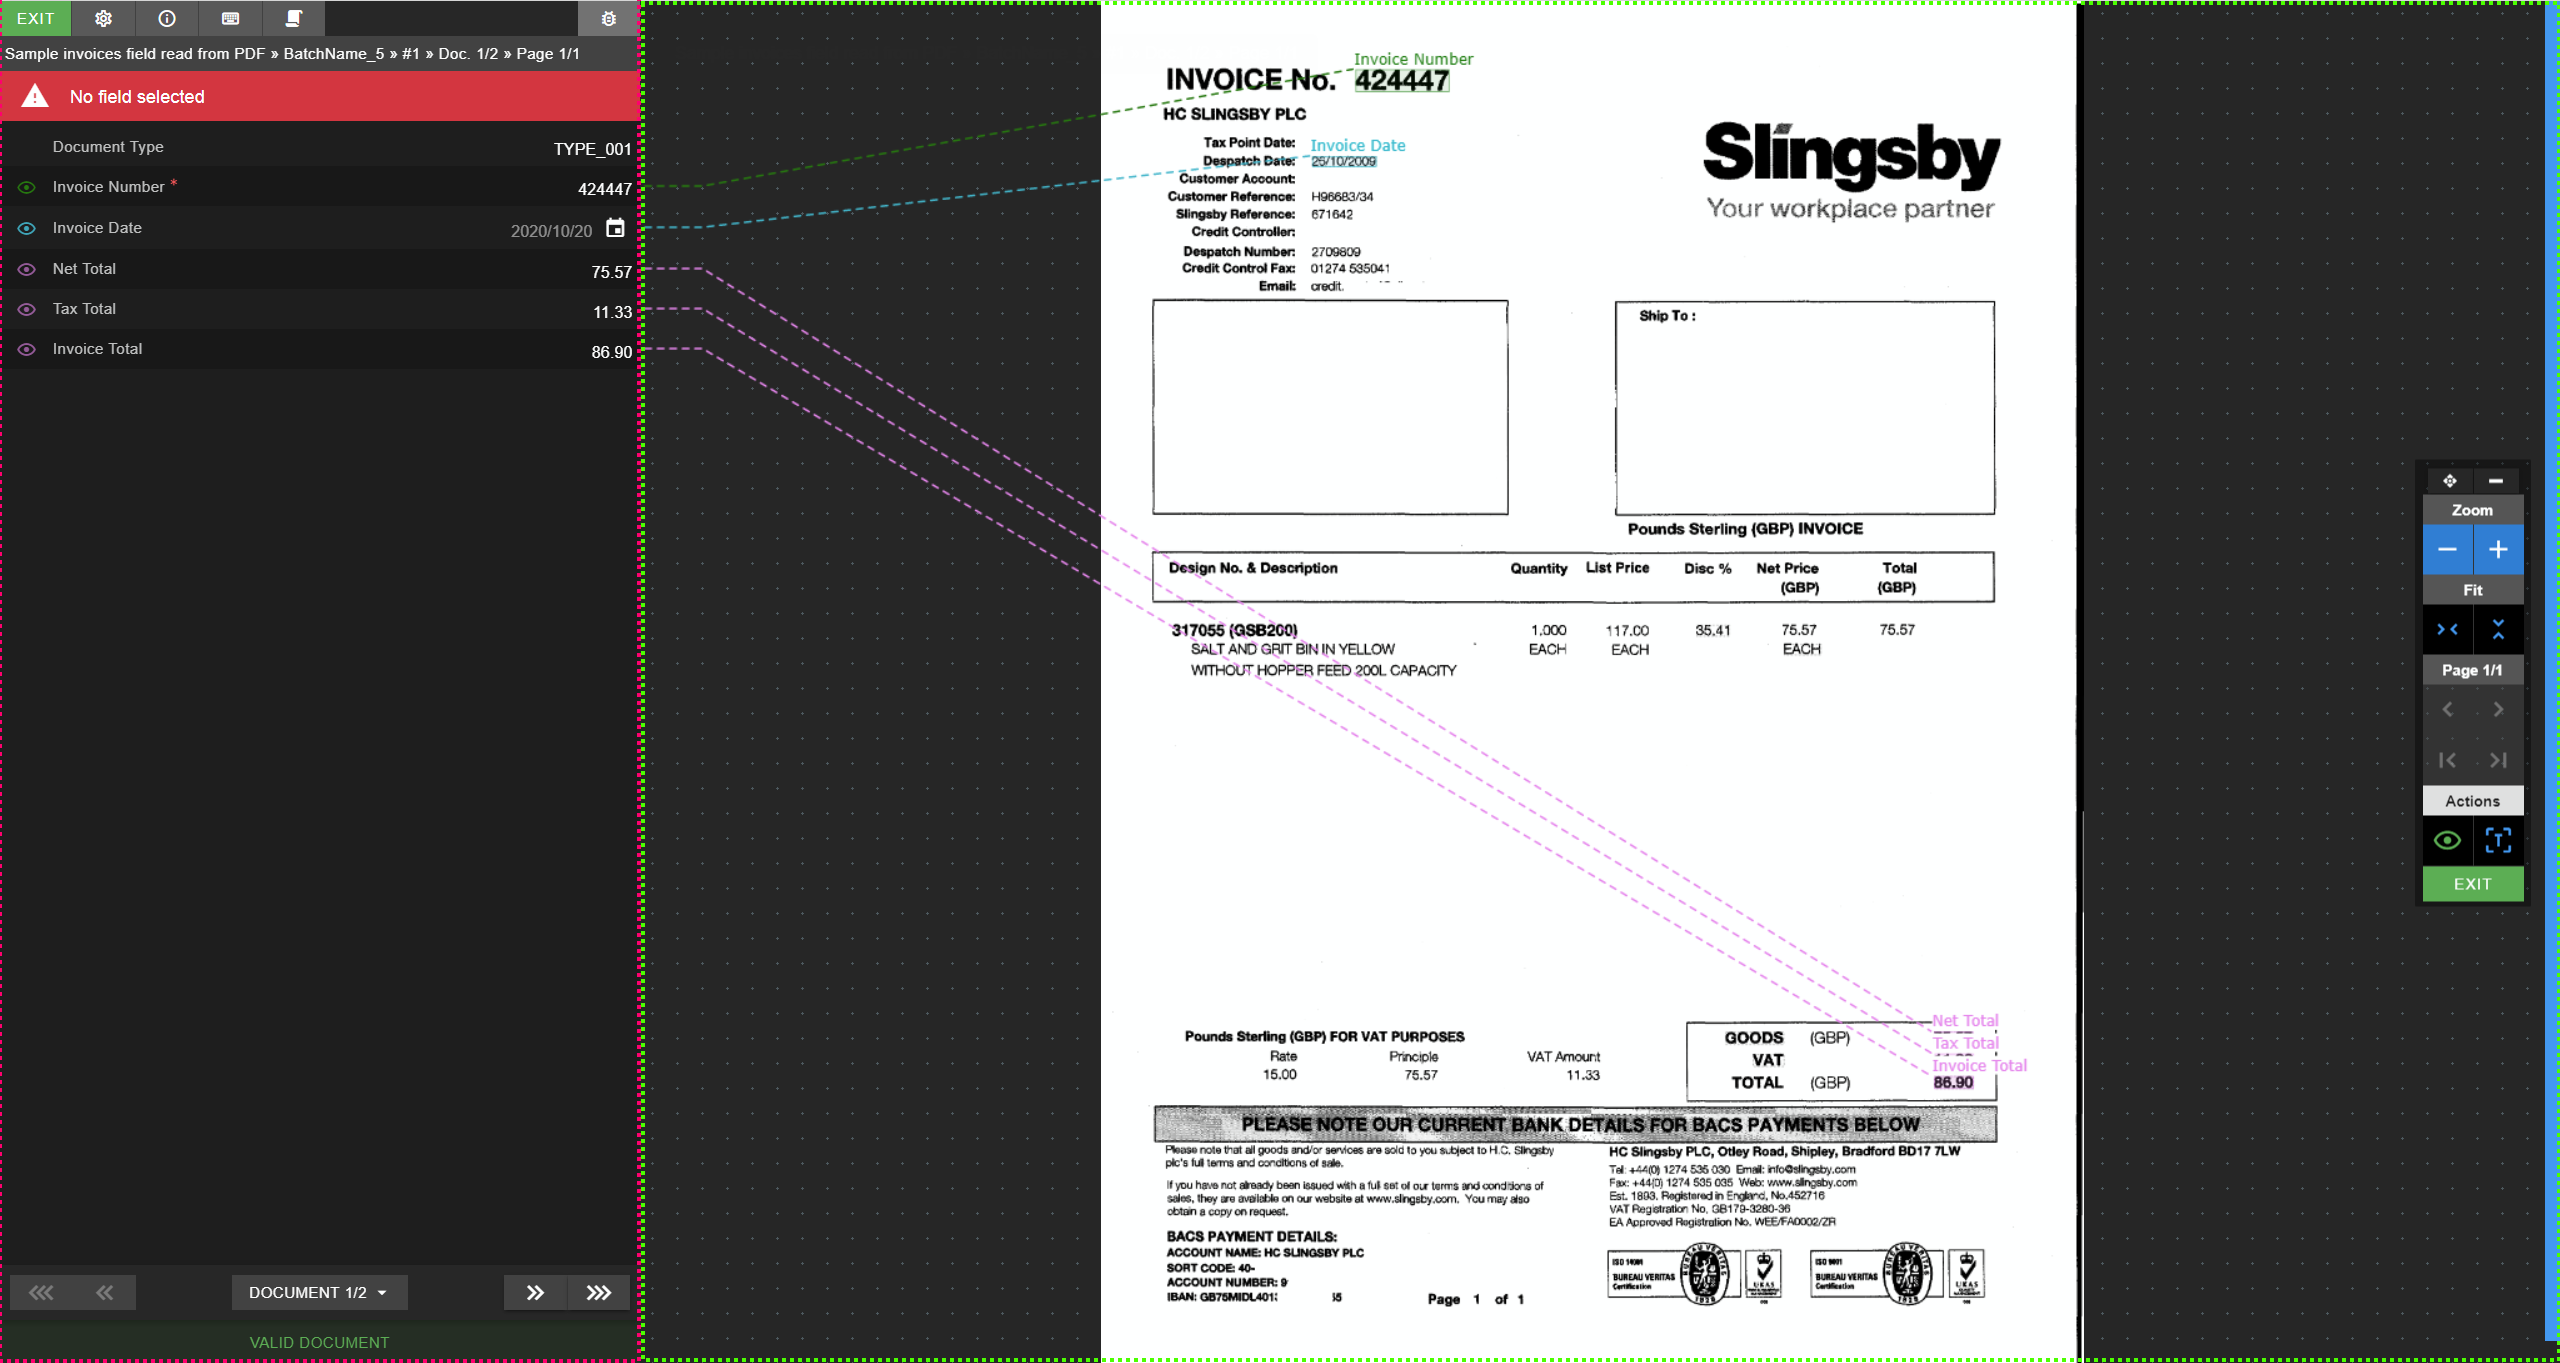 EXIT
Sample invoices field read from PDF » BatchName_5 » #1 » Doc. 1/2 » Page 1/1
No field selected
Document Type TYPE_001
Invoice Number * 424447
Invoice Date 2020/10/20
Net Total 75.57
Tax Total 11.33
Invoice Total 86.90
DOCUMENT 1/2
VALID DOCUMENT
Invoice Number
INVOICE No. 424447
HC SLINGSBY PLC
Tax Point Date: Invoice Date
Despatch Date: 25/10/2009
Customer Account:
Customer Reference: H96683/34
Slingsby Reference: 671642
Credit Controller:
Despatch Number: 2709809
Credit Control Fax: 01274 535041
Email: credit.
Slingsby
Your workplace partner
Ship To :
Pounds Sterling (GBP) INVOICE
Design No. & Description Quantity List Price Disc % Net Price Total
(GBP) (GBP)
317055 (GSB200) 1.000 117.00 35.41 75.57 75.57
SALT AND GRIT BIN IN YELLOW EACH EACH EACH
WITHOUT HOPPER FEED 200L CAPACITY
Pounds Sterling (GBP) FOR VAT PURPOSES
Rate Principle VAT Amount
15.00 75.57 11.33
Net Total
GOODS (GBP)
Tax Total
VAT
Invoice Total
TOTAL (GBP) 86.90
PLEASE NOTE OUR CURRENT BANK DETAILS FOR BACS PAYMENTS BELOW
Please note that all goods and/or services are sold to you subject to H.C. Slingsby
plc's full terms and conditions of sale.
If you have not already been issued with a full set of our terms and conditions of
sales, they are available on our website at www.slingsby.com. You may also
obtain a copy on request.
BACS PAYMENT DETAILS:
ACCOUNT NAME: HC SLINGSBY PLC
SORT CODE: 40-
ACCOUNT NUMBER: 9
IBAN: GB75MIDL401
Page 1 of 1
HC Slingsby PLC, Otley Road, Shipley, Bradford BD17 7LW
Tel: +44(0) 1274 535 030 Email: info@slingsby.com
Fax: +44(0) 1274 535 035 Web: www.slingsby.com
Est. 1893. Registered in England, No.452716
VAT Registration No. GB179-3280-36
EA Approved Registration No. WEE/FA0002/ZR
ISO 14001
BUREAU VERITAS
Certification
BUREAU VERITAS
1828
UKAS
ISO 9001
BUREAU VERITAS
Certification
BUREAU VERITAS
1828
UKAS
Zoom
Fit
Page 1/1
Actions
EXIT